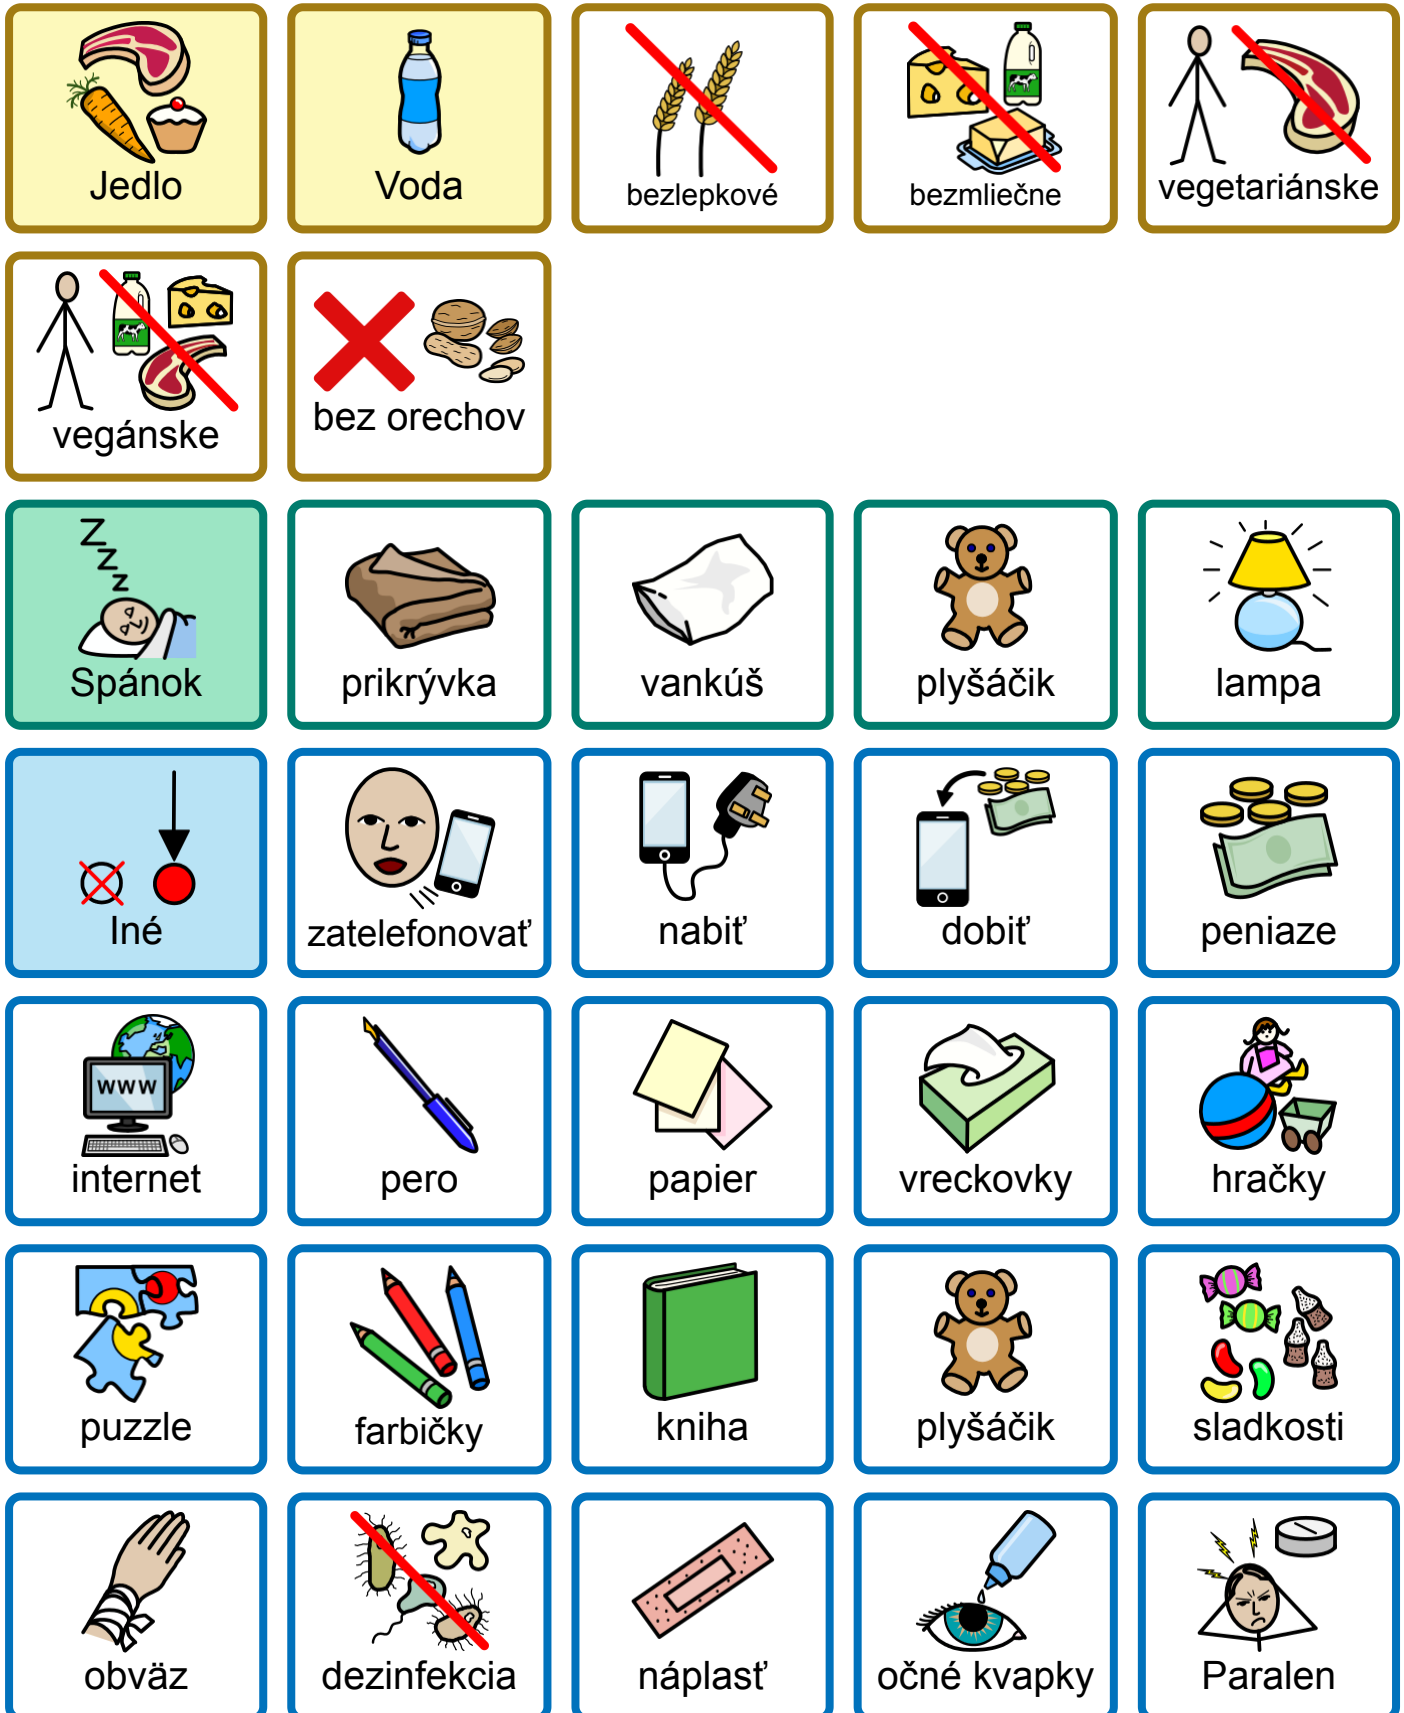 Jedlo
Voda
bezlepkové
bezmliečne
vegetariánske
vegánske
bez orechov
Spánok
prikrývka
vankúš
plyšáčik
lampa
Iné
zatelefonovať
nabiť
dobiť
peniaze
www
internet
pero
papier
vreckovky
hračky
puzzle
farbičky
kniha
plyšáčik
sladkosti
obväz
dezinfekcia
náplasť
očné kvapky
Paralen